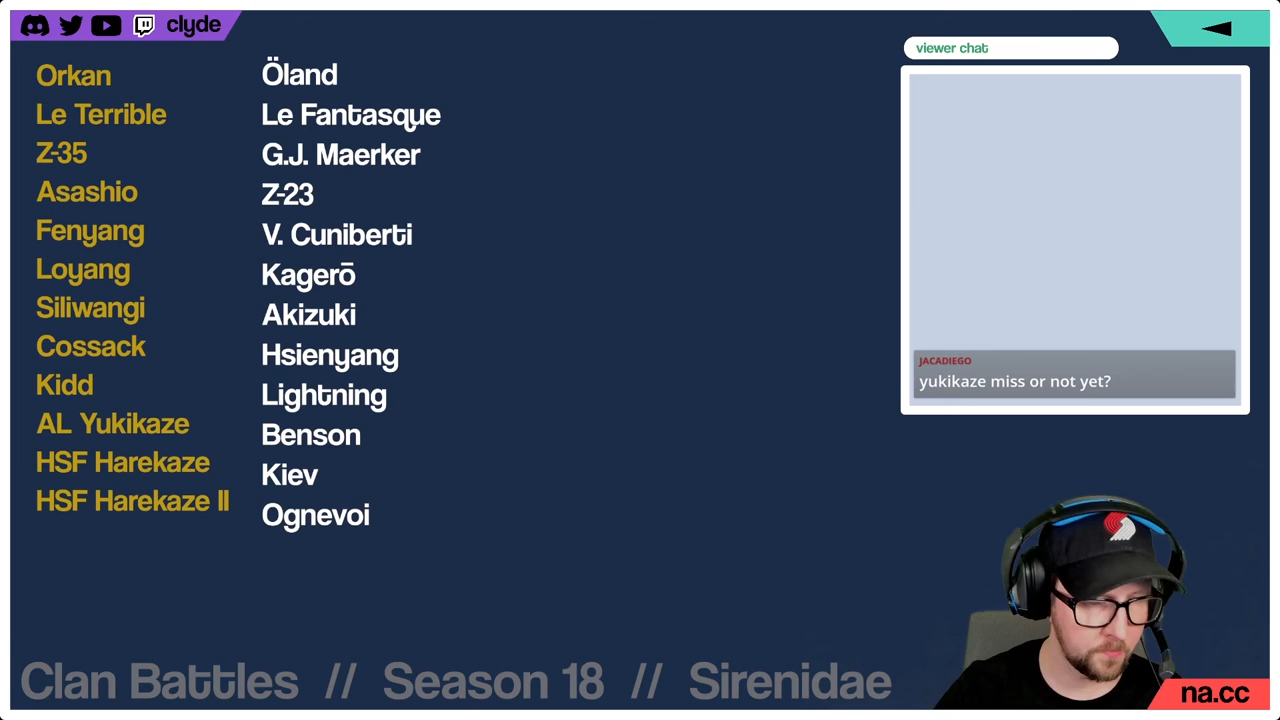 clyde
viewer chat
Orkan
Le Terrible
Z-35
Asashio
Fenyang
Loyang
Siliwangi
Cossack
Kidd
AL Yukikaze
HSF Harekaze
HSF Harekaze II
Öland
Le Fantasque
G.J. Maerker
Z-23
V. Cuniberti
Kagerō
Akizuki
Hsienyang
Lightning
Benson
Kiev
Ognevoi
JACADIEGO
yukikaze miss or not yet?
Clan Battles // Season 18 // Sirenidae
na.cc